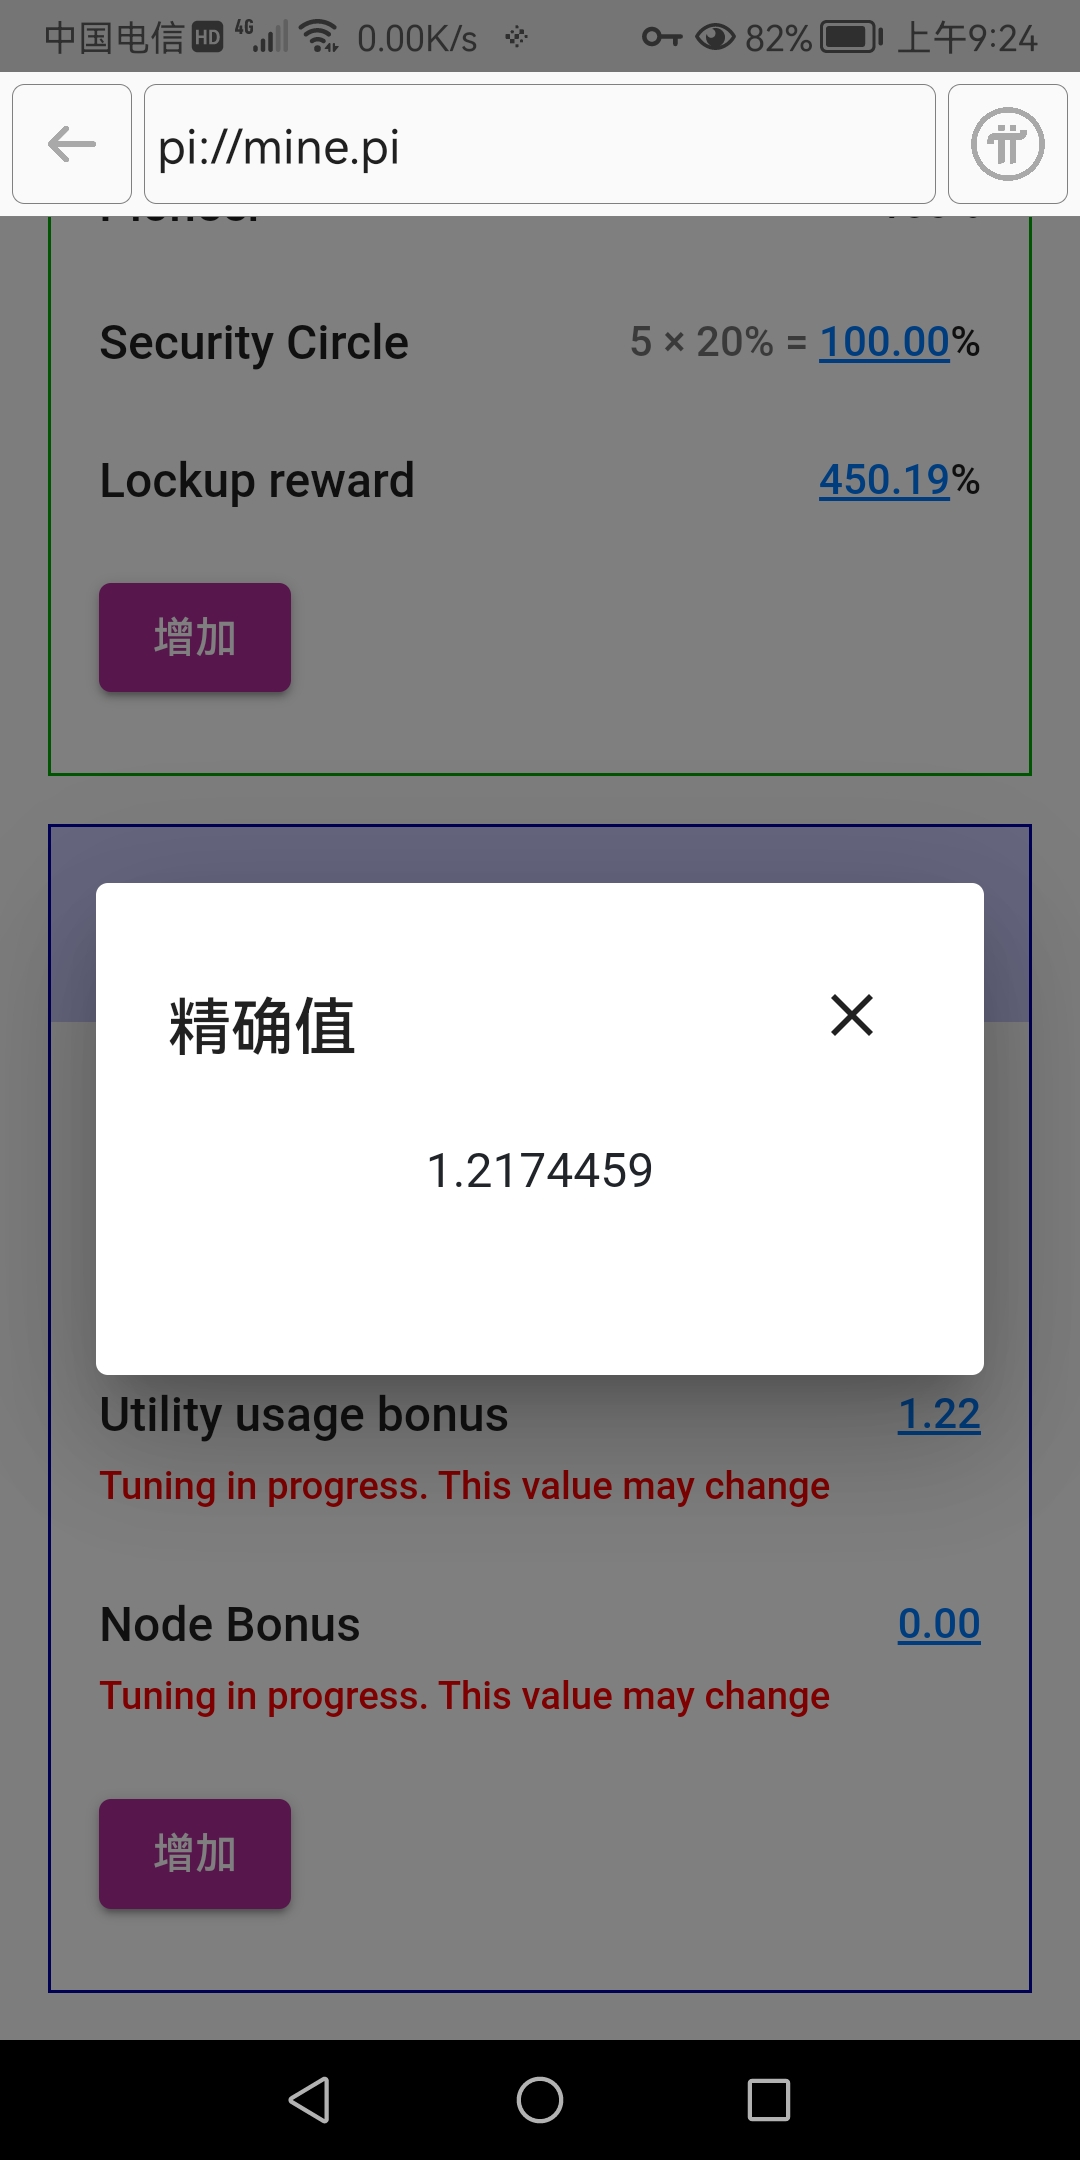 中国电信 HD 4G 0.00K/s 82% 上午9:24
pi://mine.pi
Security Circle 5 × 20% = 100.00%
Lockup reward 450.19%
增加
精确值
1.2174459
Utility usage bonus 1.22
Tuning in progress. This value may change
Node Bonus 0.00
Tuning in progress. This value may change
增加